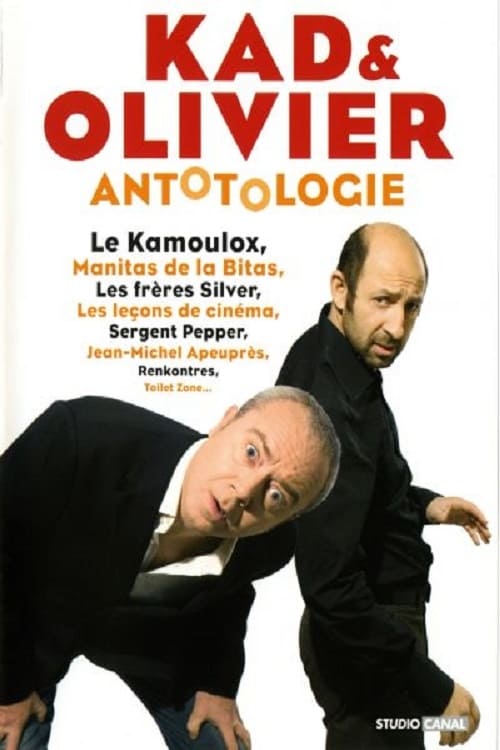 KAD &
OLIVIER
ANTOTOLOGIE
Le Kamoulox,
Manitas de la Bitas,
Les frères Silver,
Les leçons de cinéma,
Sergent Pepper,
Jean-Michel Apeuprès,
Renkontres,
Toilet Zone...
STUDIO CANAL